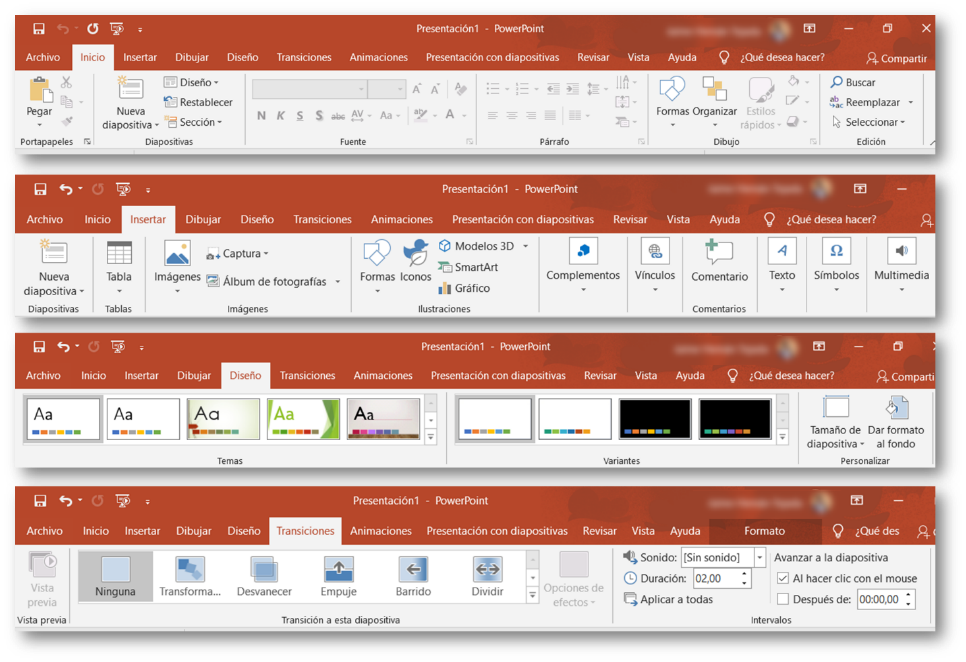 Presentación1 - PowerPoint
Archivo Inicio Insertar Dibujar Diseño Transiciones Animaciones Presentación con diapositivas Revisar Vista Ayuda ¿Qué desea hacer? Compartir
Pegar
Nueva diapositiva
Diseño
Restablecer
Sección
N K S S abc AV Aa A
Formas Organizar Estilos rápidos
Buscar
Reemplazar
Seleccionar
Portapapeles Diapositivas Fuente Párrafo Dibujo Edición
Presentación1 - PowerPoint
Archivo Inicio Insertar Dibujar Diseño Transiciones Animaciones Presentación con diapositivas Revisar Vista Ayuda ¿Qué desea hacer?
Nueva diapositiva
Tabla
Imágenes
Captura
Álbum de fotografías
Formas Iconos
Modelos 3D
SmartArt
Gráfico
Complementos Vínculos Comentario Texto Símbolos Multimedia
Diapositivas Tablas Imágenes Ilustraciones Comentarios
Presentación1 - PowerPoint
Archivo Inicio Insertar Dibujar Diseño Transiciones Animaciones Presentación con diapositivas Revisar Vista Ayuda ¿Qué desea hacer? Comparti
Aa Aa Aa Aa Aa
Tamaño de diapositiva
Dar formato al fondo
Temas Variantes Personalizar
Presentación1 - PowerPoint
Archivo Inicio Insertar Dibujar Diseño Transiciones Animaciones Presentación con diapositivas Revisar Vista Ayuda Formato ¿Qué des
Vista previa
Ninguna Transforma... Desvanecer Empuje Barrido Dividir
Opciones de efectos
Sonido: [Sin sonido]
Duración: 02,00
Aplicar a todas
Avanzar a la diapositiva
Al hacer clic con el mouse
Después de: 00:00,00
Vista previa Transición a esta diapositiva Intervalos